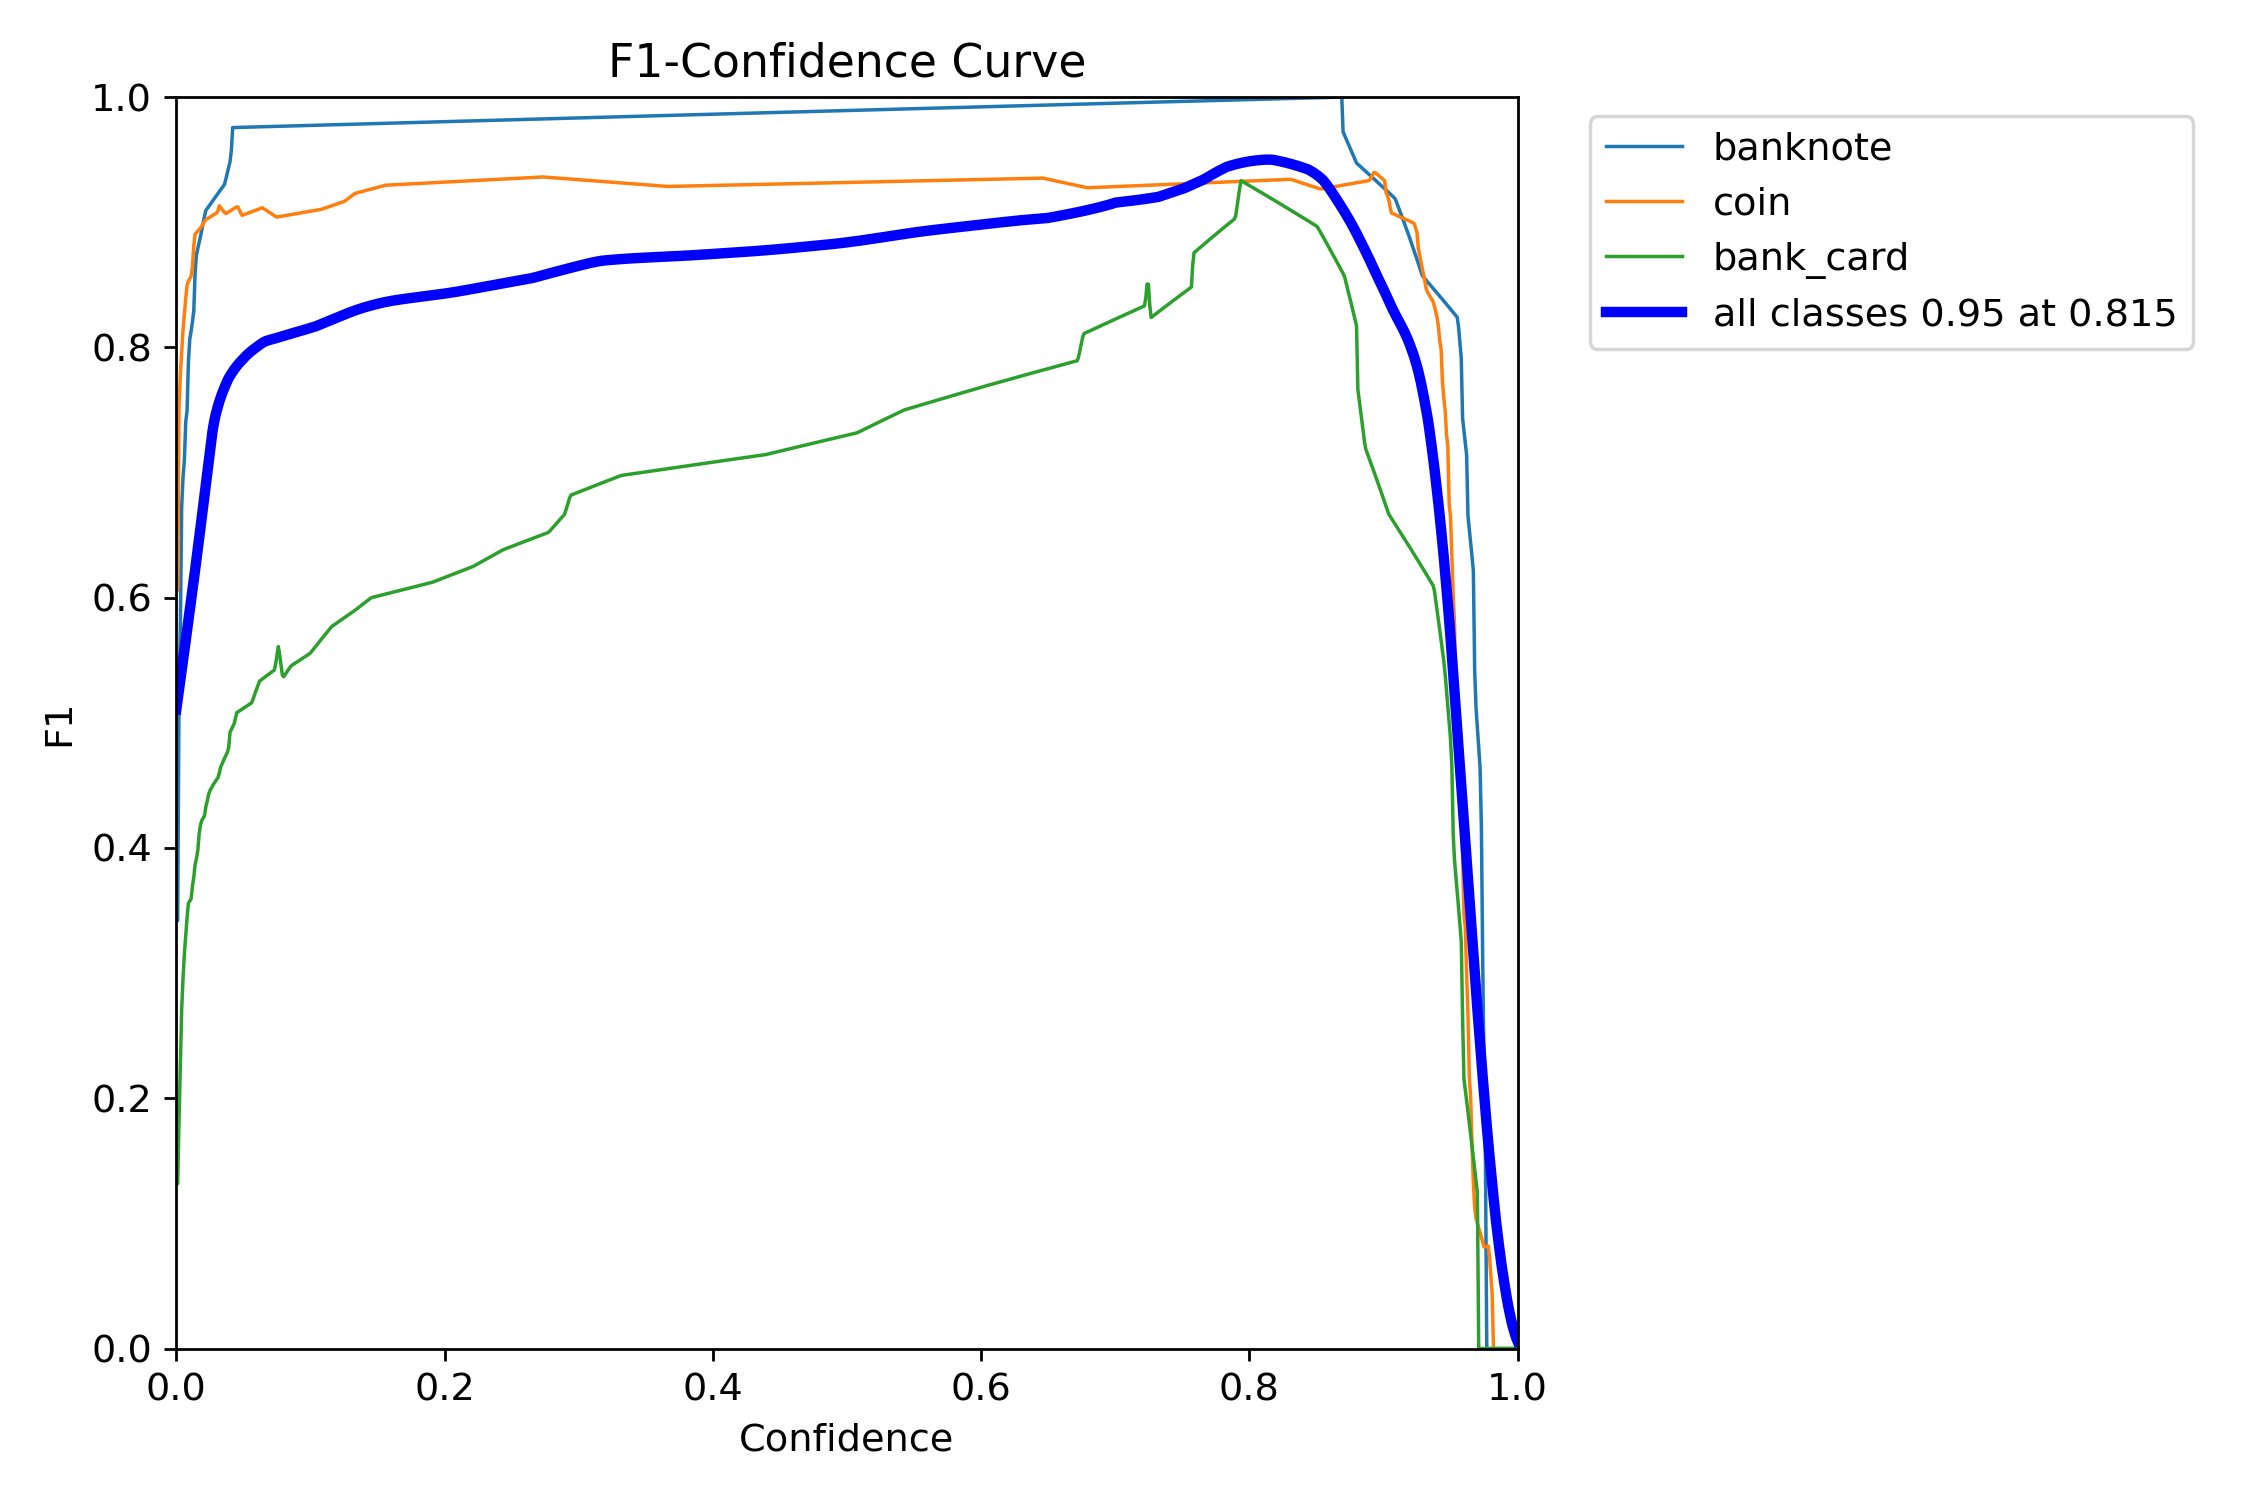 F1-Confidence Curve
1.0
0.8
0.6
0.4
0.2
0.0
F1
0.0 0.2 0.4 0.6 0.8 1.0
Confidence
banknote
coin
bank_card
all classes 0.95 at 0.815